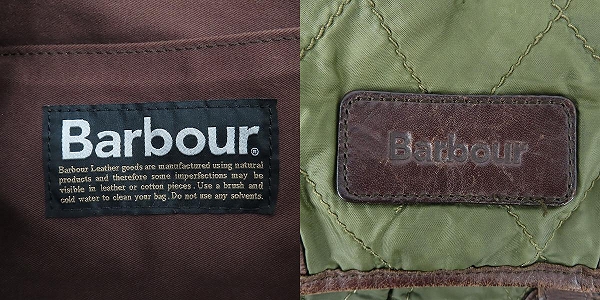 Barbour®
Barbour Leather goods are manufactured using natural
products and therefore some imperfections may be
visible in leather or cotton pieces. Use a brush and
cold water to clean your bag. Do not use any solvents.
Barbour